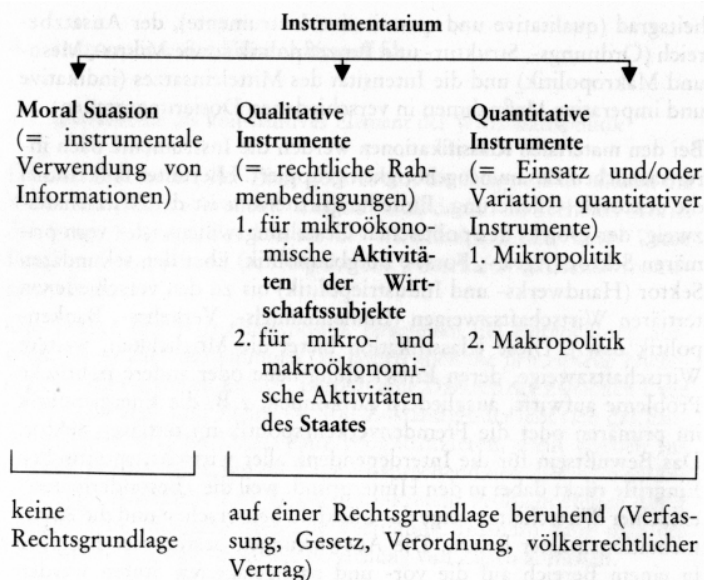 Instrumentarium
Moral Suasion
(= instrumentale
Verwendung von
Informationen)
Qualitative
Instrumente
(= rechtliche Rah-
menbedingungen)
1. für mikroökono-
mische Aktivitä-
ten der Wirt-
schaftssubjekte
2. für mikro- und
makroökonomi-
sche Aktivitäten
des Staates
Quantitative
Instrumente
(= Einsatz und/oder
Variation quantitativer
Instrumente)
1. Mikropolitik
2. Makropolitik
keine
Rechtsgrundlage
auf einer Rechtsgrundlage beruhend (Verfas-
sung, Gesetz, Verordnung, völkerrechtlicher
Vertrag)